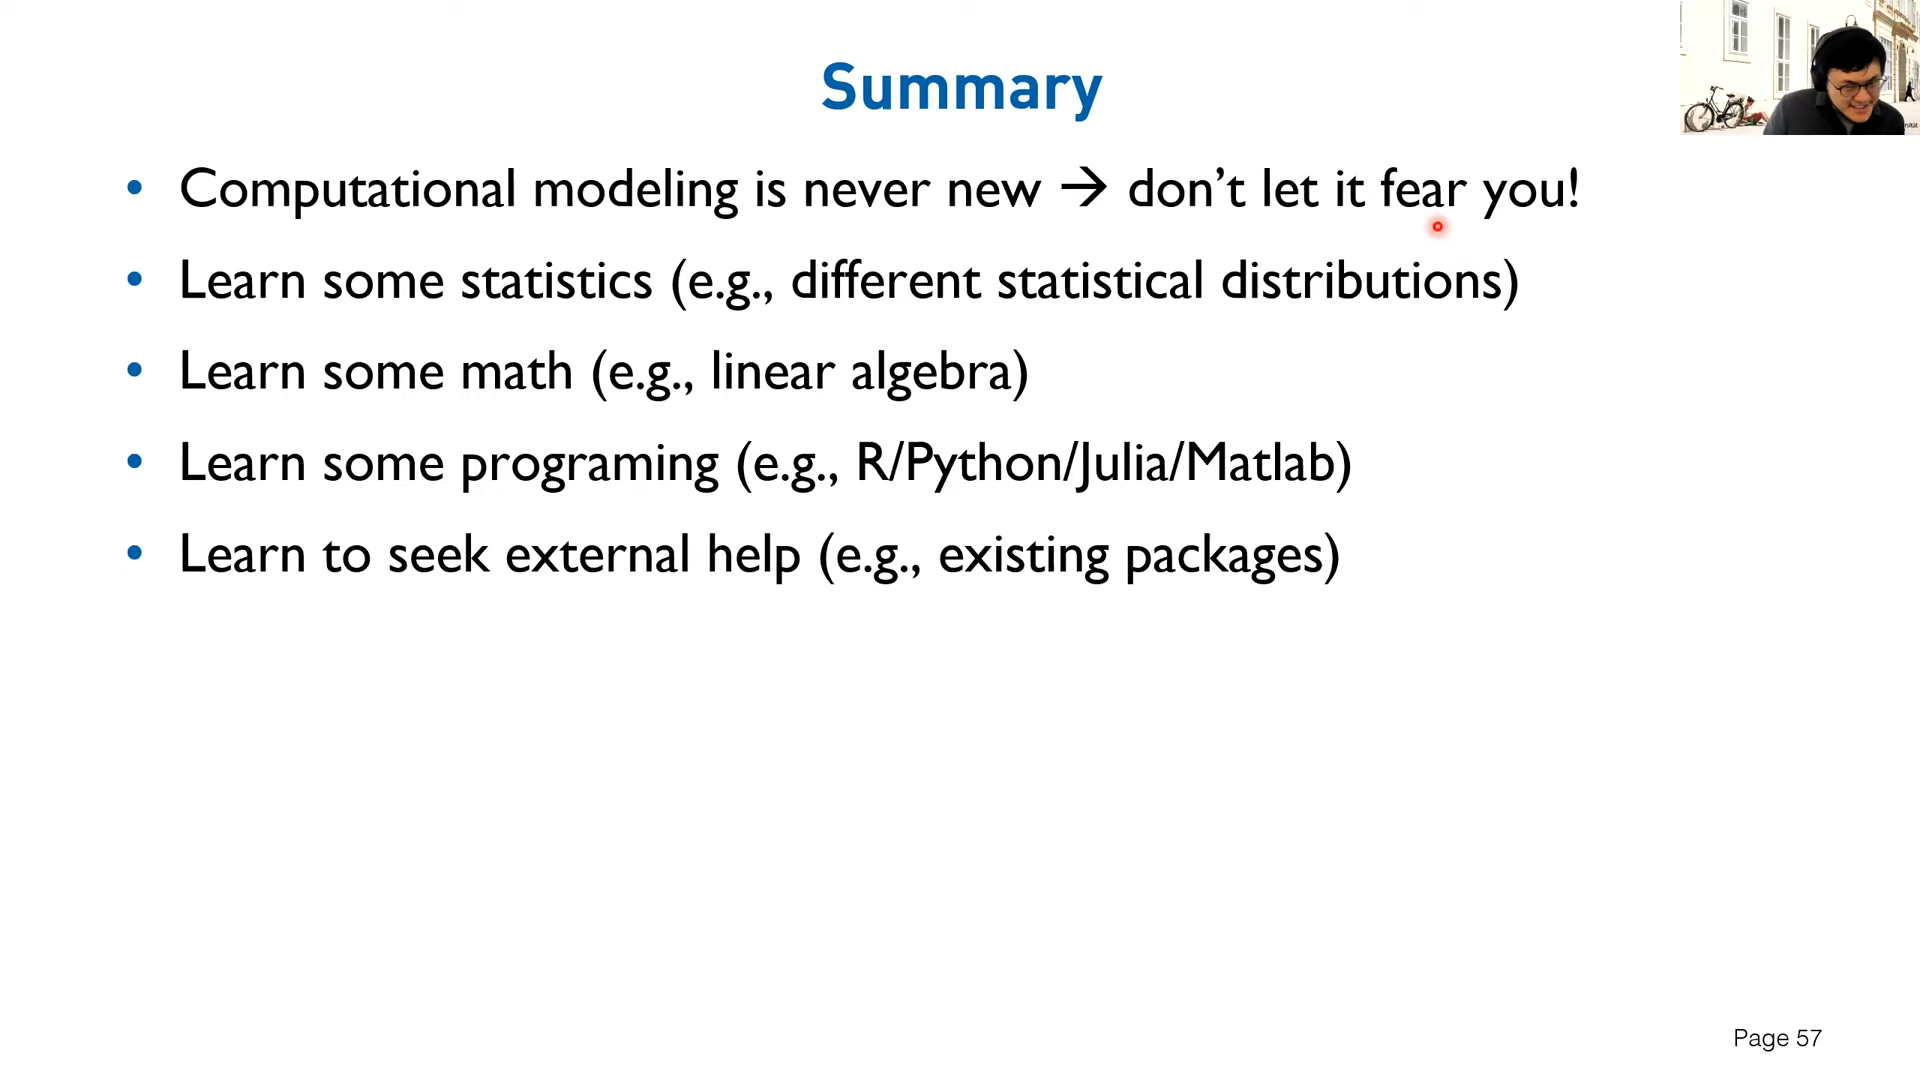 Summary
• Computational modeling is never new → don’t let it fear you!
• Learn some statistics (e.g., different statistical distributions)
• Learn some math (e.g., linear algebra)
• Learn some programing (e.g., R/Python/Julia/Matlab)
• Learn to seek external help (e.g., existing packages)
Page 57